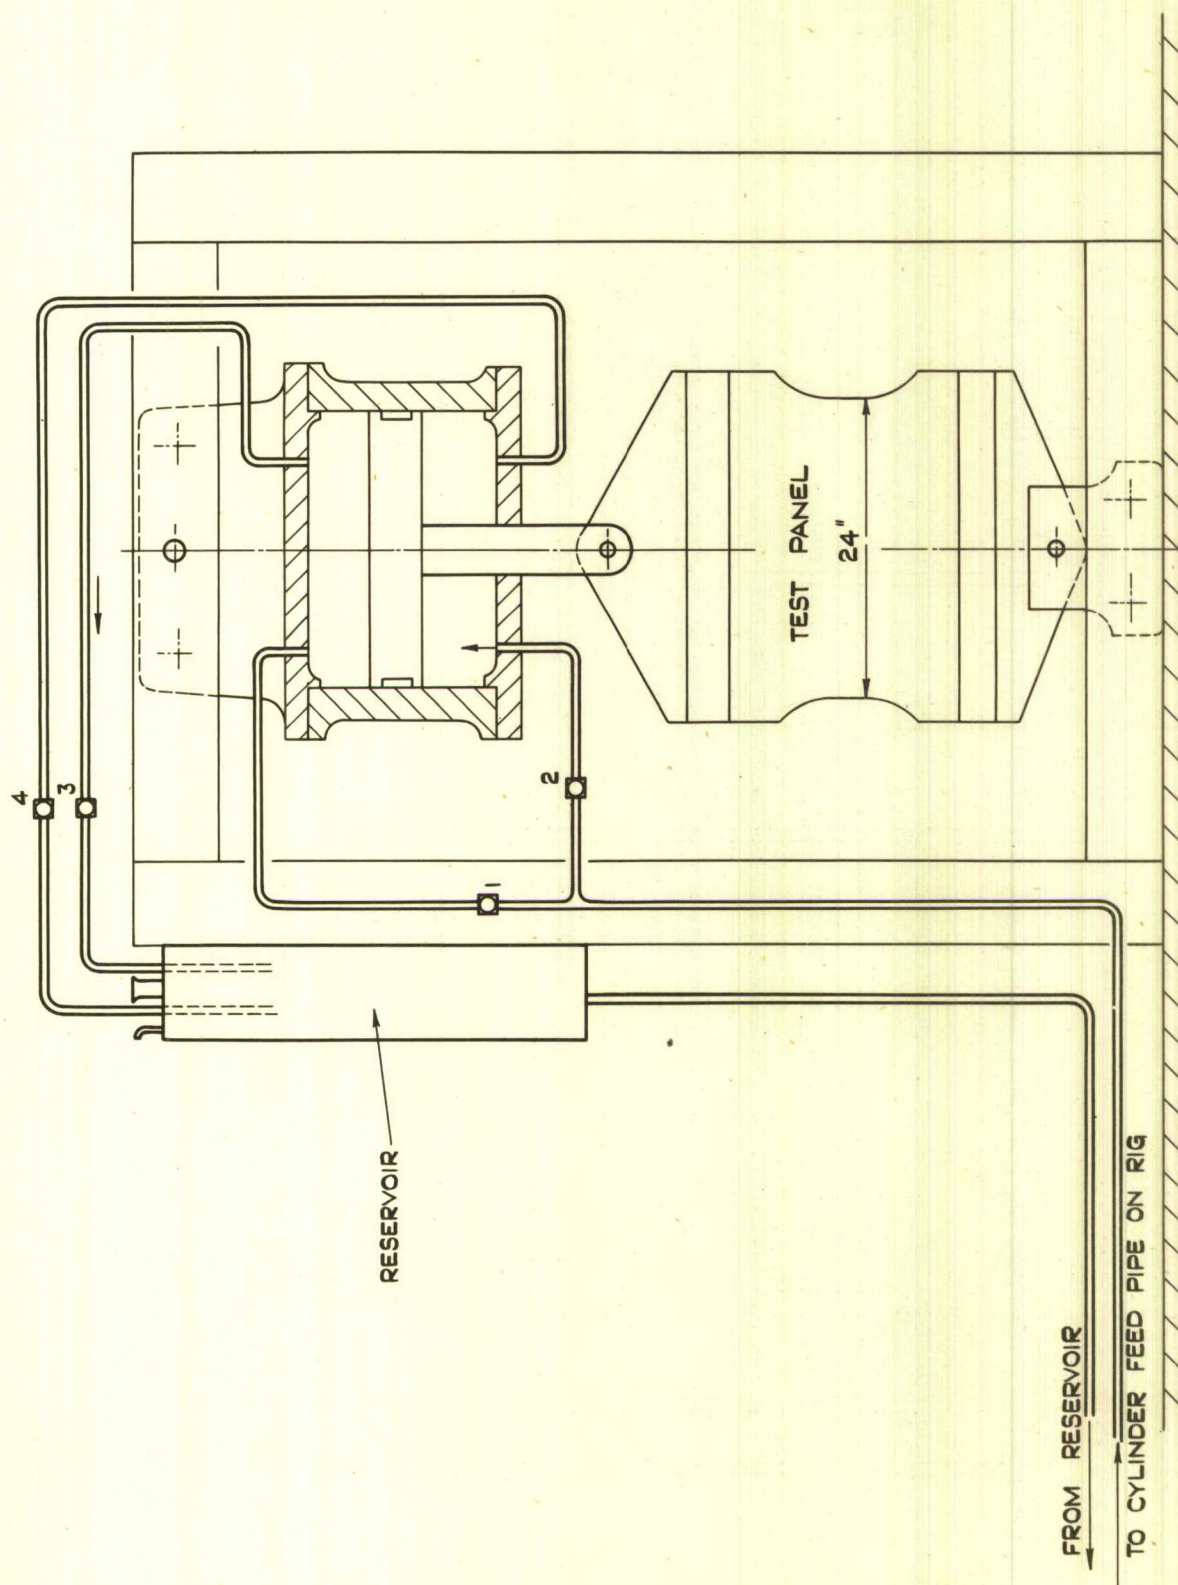 4
3
2
1
TEST PANEL
24"
RESERVOIR
FROM RESERVOIR
TO CYLINDER FEED PIPE ON RIG